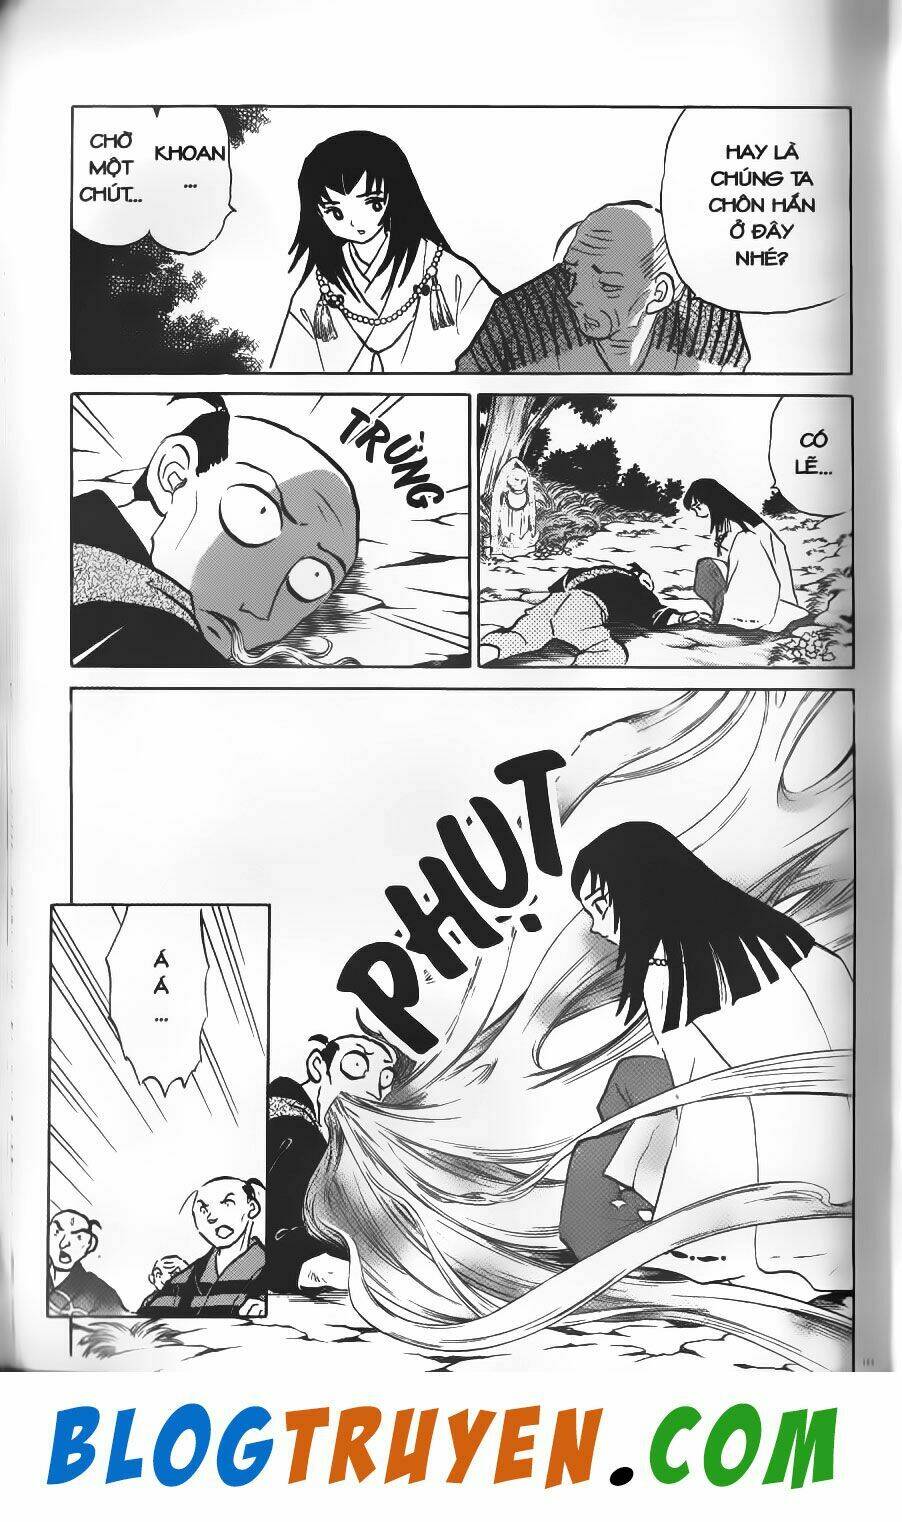 HAY LÀ
CHÚNG TA
CHÔN HẮN
Ở ĐÂY
NHÉ?
KHOAN
...
CHỜ
MỘT
CHÚT...
CÓ
LẼ...
TRỪNG
PHỤT
Á
Á
...
BLOGTRUYEN.COM